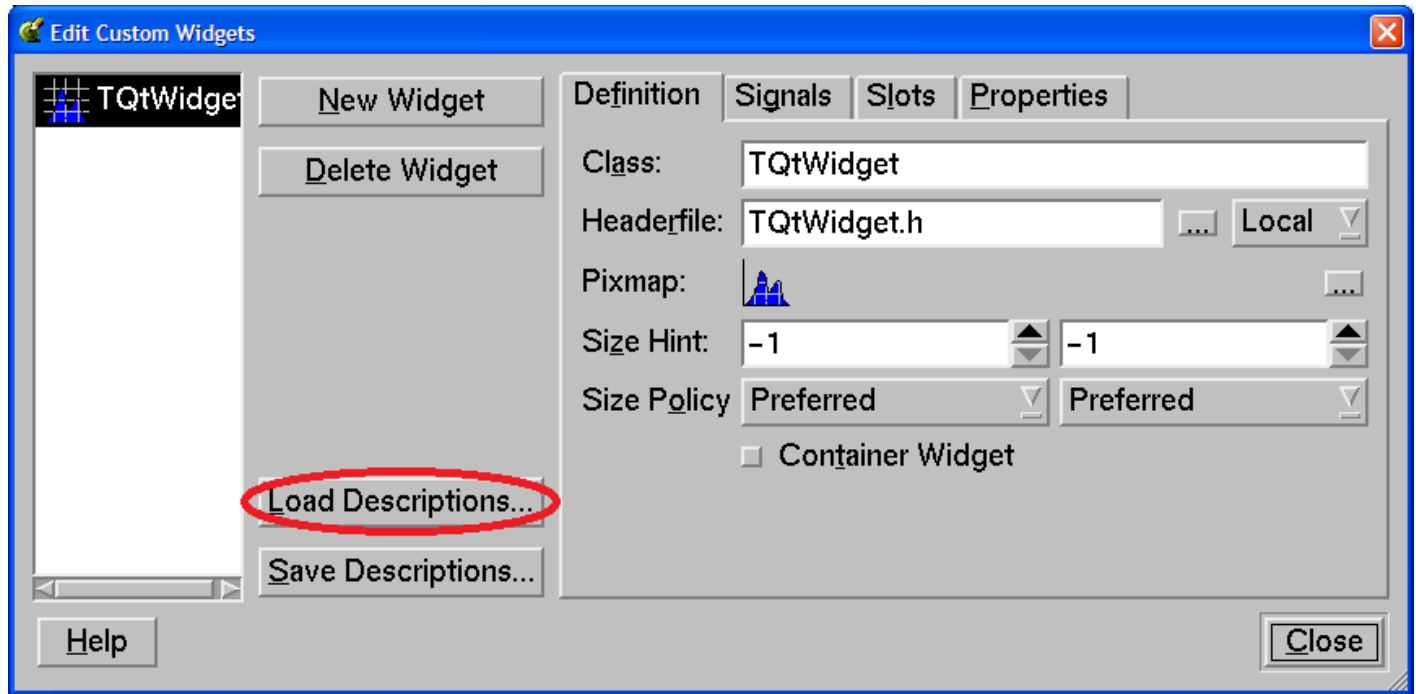 Edit Custom Widgets
TQtWidget
New Widget
Delete Widget
Load Descriptions...
Save Descriptions...
Definition
Signals
Slots
Properties
Class:
TQtWidget
Headerfile:
TQtWidget.h
...
Local
Pixmap:
...
Size Hint:
-1
-1
Size Policy
Preferred
Preferred
Container Widget
Help
Close